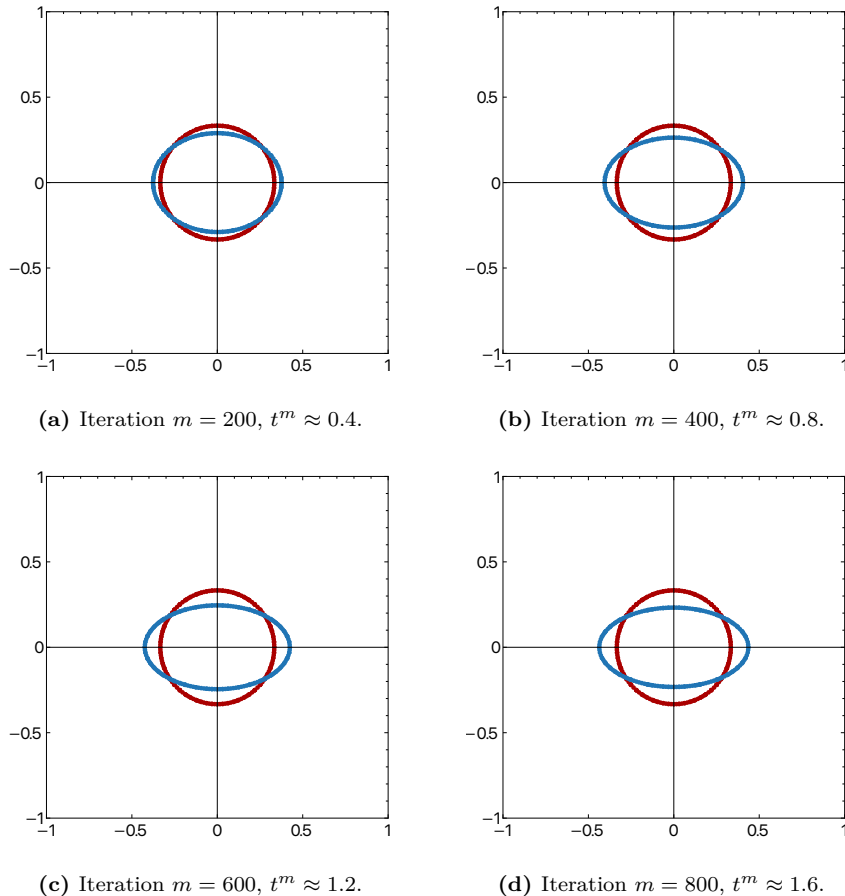 1 1
0.5 0.5
0 0
−0.5 −0.5
−1 −1
−1 −0.5 0 0.5 1 −1 −0.5 0 0.5 1
(a) Iteration m = 200, t^m ≈ 0.4. (b) Iteration m = 400, t^m ≈ 0.8.
1 1
0.5 0.5
0 0
−0.5 −0.5
−1 −1
−1 −0.5 0 0.5 1 −1 −0.5 0 0.5 1
(c) Iteration m = 600, t^m ≈ 1.2. (d) Iteration m = 800, t^m ≈ 1.6.